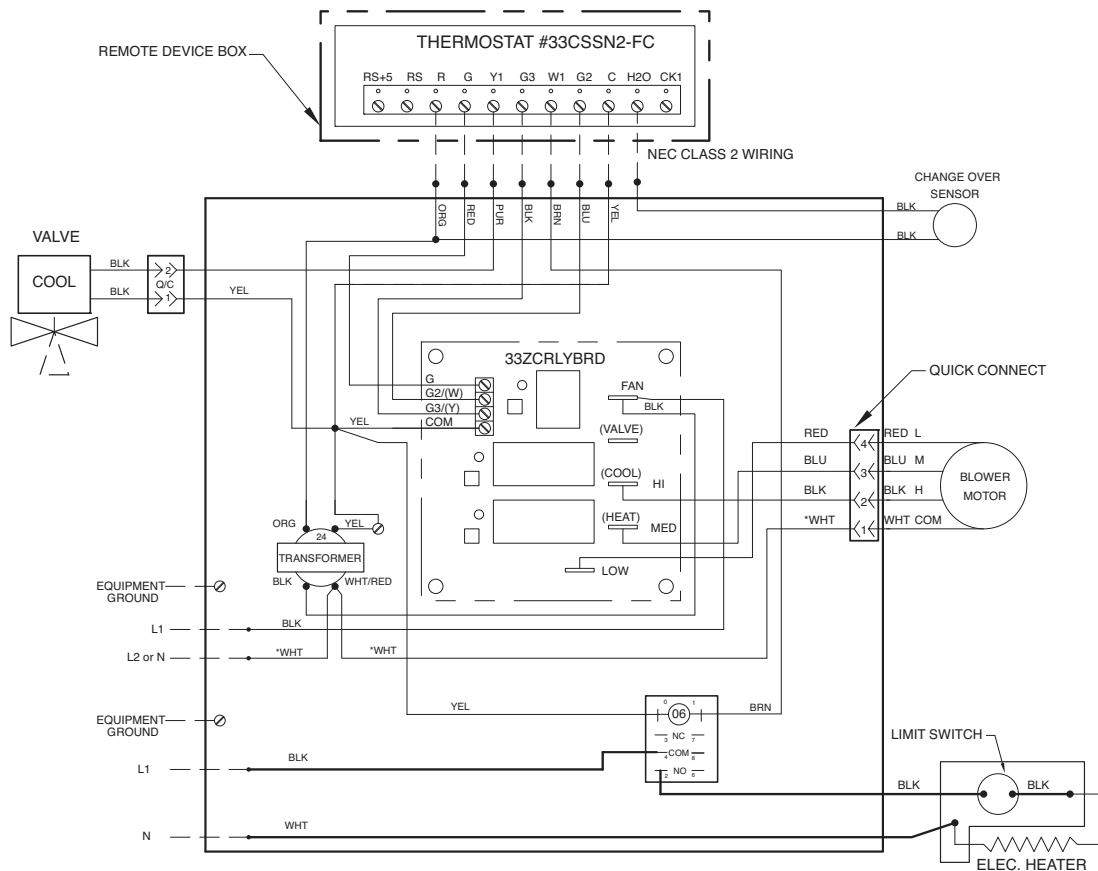 THERMOSTAT #33CSSN2-FC
REMOTE DEVICE BOX
RS+5 RS R G Y1 G3 W1 G2 C H2O CK1
NEC CLASS 2 WIRING
CHANGE OVER
SENSOR
ORG RED PUR BLK BRN BLU YEL
BLK
BLK
VALVE
COOL
BLK
BLK
2
Q/C
1
YEL
33ZCRLYBRD
G
G2/(W)
G3/(Y)
COM
YEL
FAN
BLK
(VALVE)
(COOL)
HI
(HEAT)
MED
LOW
QUICK CONNECT
RED 4 RED L
BLU 3 BLU M
BLK 2 BLK H
*WHT 1 WHT COM
BLOWER
MOTOR
ORG YEL
24
TRANSFORMER
BLK WHT/RED
EQUIPMENT
GROUND
L1 BLK
L2 or N *WHT *WHT
EQUIPMENT
GROUND
YEL BRN
0 1
06
3 NC 7
4 COM 8
2 NO 6
L1 BLK
LIMIT SWITCH
BLK BLK
N WHT
ELEC. HEATER